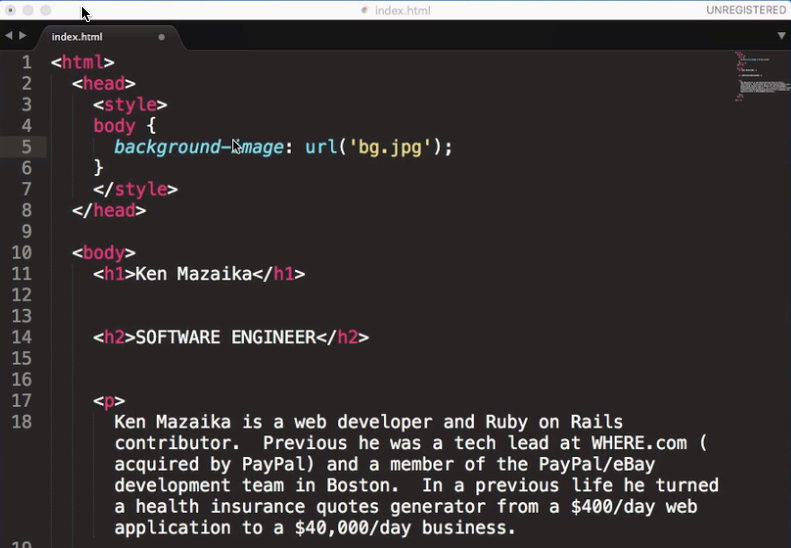 index.html
UNREGISTERED
index.html
1 <html>
2 <head>
3 <style>
4 body {
5 background-image: url('bg.jpg');
6 }
7 </style>
8 </head>
9
10 <body>
11 <h1>Ken Mazaika</h1>
12
13
14 <h2>SOFTWARE ENGINEER</h2>
15
16
17 <p>
18 Ken Mazaika is a web developer and Ruby on Rails
contributor.  Previous he was a tech lead at WHERE.com (
acquired by PayPal) and a member of the PayPal/eBay
development team in Boston.  In a previous life he turned
a health insurance quotes generator from a $400/day web
application to a $40,000/day business.
19